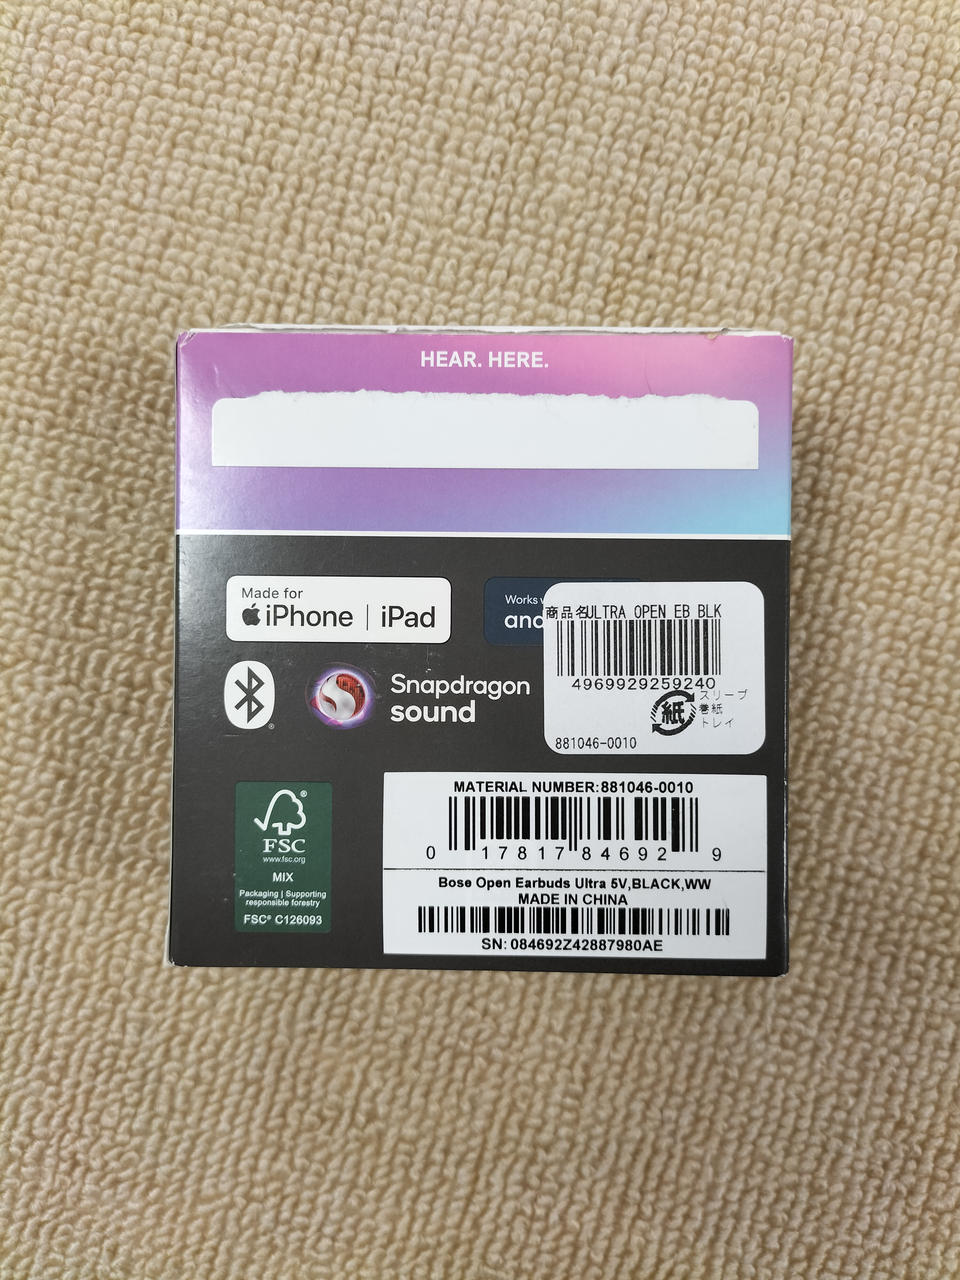 HEAR. HERE.
Made for
iPhone | iPad
Works
and
商品名ULTRA OPEN EB BLK
4969929259240
紙
スリーブ
巻紙
トレイ
881046-0010
Snapdragon
sound
FSC®
www.fsc.org
MIX
Packaging | Supporting
responsible forestry
FSC® C126093
MATERIAL NUMBER:881046-0010
0 17817 84692 9
Bose Open Earbuds Ultra 5V,BLACK,WW
MADE IN CHINA
SN: 084692Z42887980AE